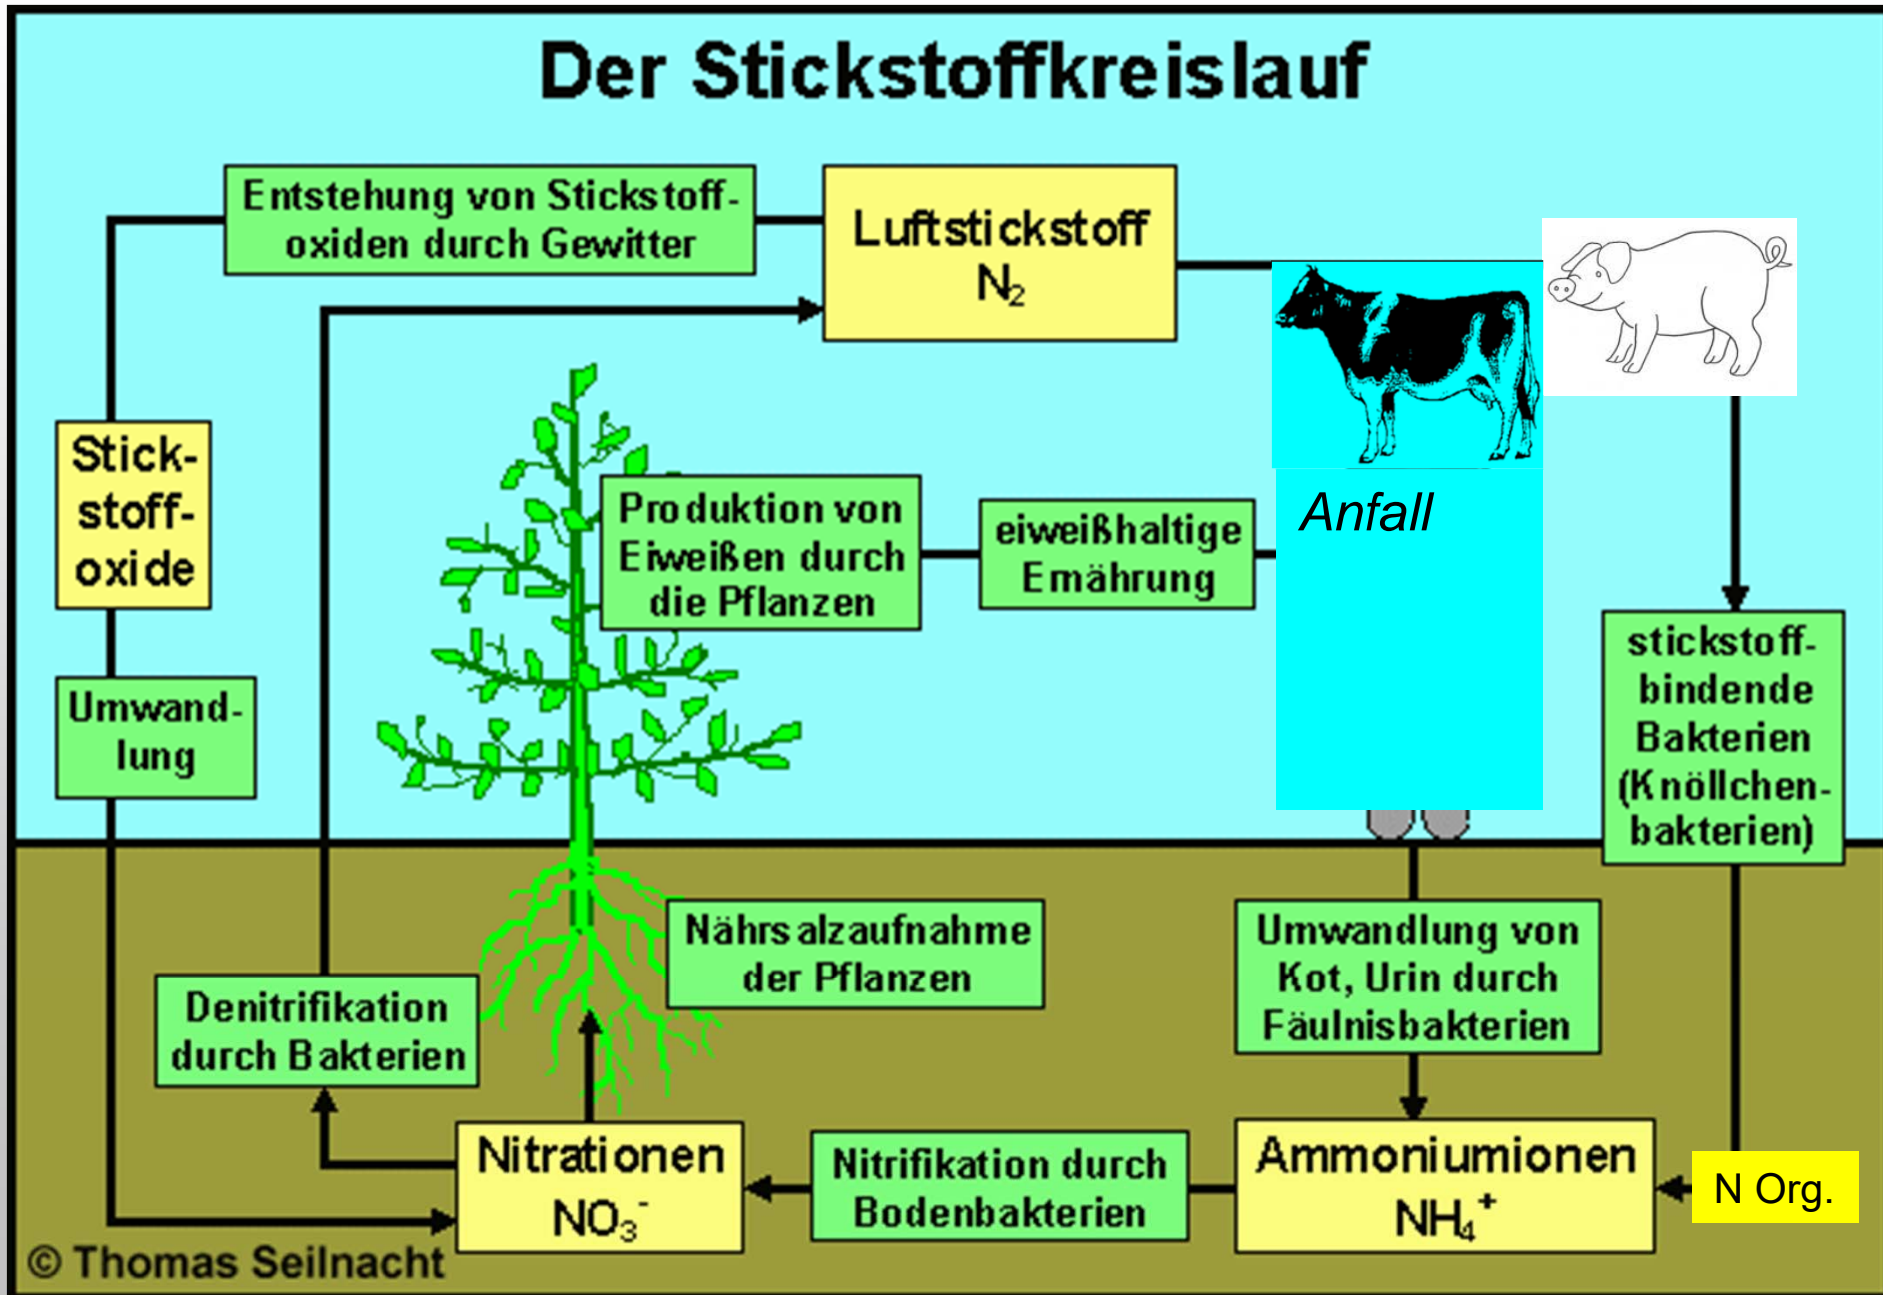 Der Stickstoffkreislauf
Entstehung von Stickstoff-
oxiden durch Gewitter
Luftstickstoff
N₂
Stick-
stoff-
oxide
Produktion von
Eiweißen durch
die Pflanzen
eiweißhaltige
Ernährung
Anfall
stickstoff-
bindende
Bakterien
(Knöllchen-
bakterien)
Umwand-
lung
Nährsalzaufnahme
der Pflanzen
Umwandlung von
Kot, Urin durch
Fäulnisbakterien
Denitrifikation
durch Bakterien
Nitrationen
NO₃⁻
Nitrifikation durch
Bodenbakterien
Ammoniumionen
NH₄⁺
N Org.
© Thomas Seilnacht